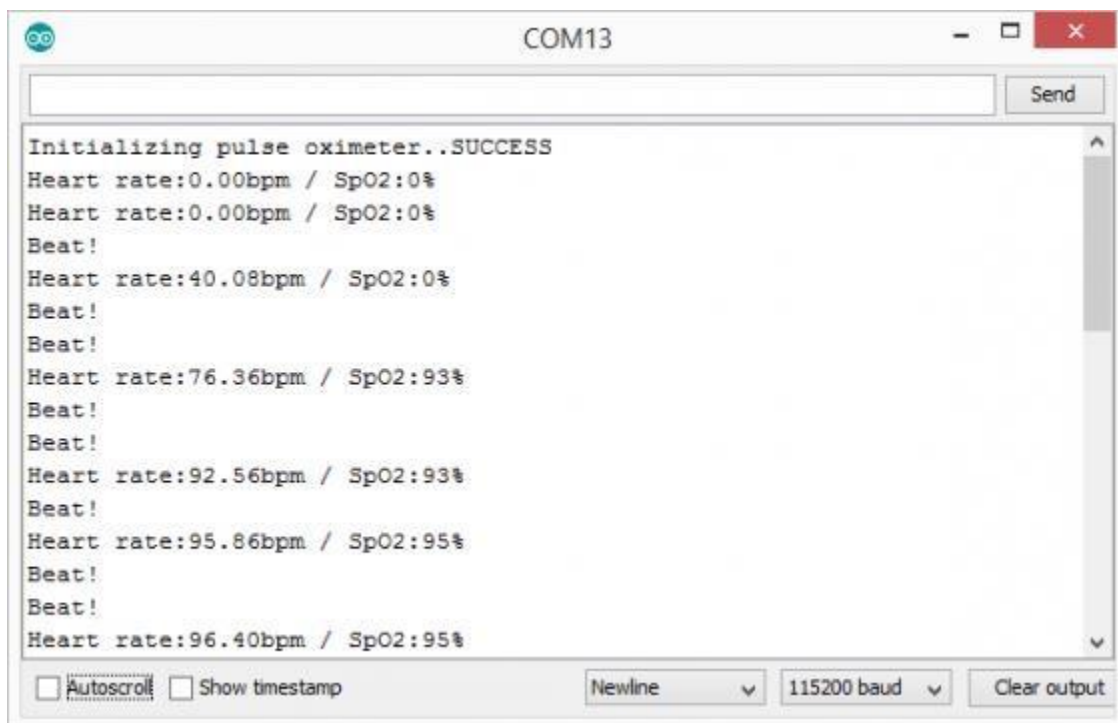 COM13
Send
Initializing pulse oximeter..SUCCESS
Heart rate:0.00bpm / SpO2:0%
Heart rate:0.00bpm / SpO2:0%
Beat!
Heart rate:40.08bpm / SpO2:0%
Beat!
Beat!
Heart rate:76.36bpm / SpO2:93%
Beat!
Beat!
Heart rate:92.56bpm / SpO2:93%
Beat!
Heart rate:95.86bpm / SpO2:95%
Beat!
Beat!
Heart rate:96.40bpm / SpO2:95%
Autoscroll Show timestamp Newline 115200 baud Clear output